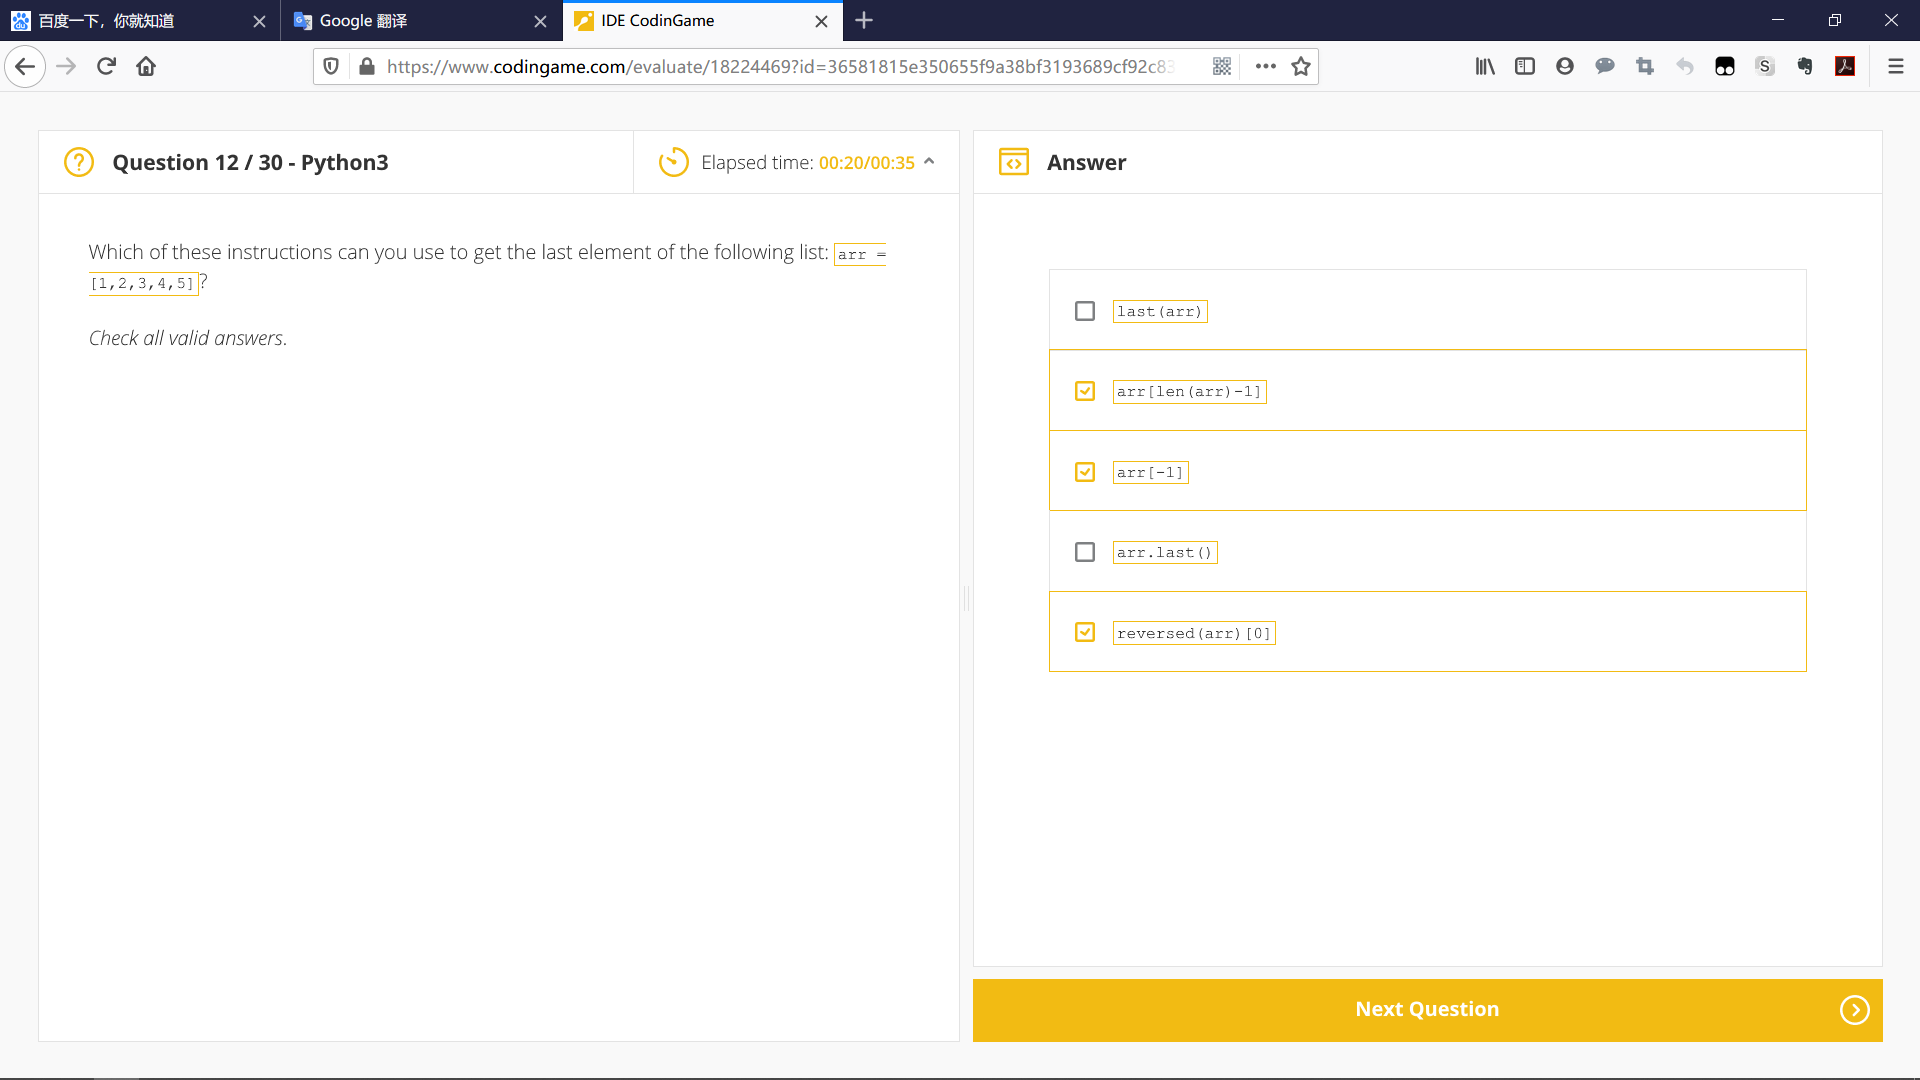 百度一下，你就知道
Google 翻译
IDE CodinGame
https://www.codingame.com/evaluate/18224469?id=36581815e350655f9a38bf3193689cf92c83
Question 12 / 30 - Python3
Elapsed time: 00:20/00:35
Which of these instructions can you use to get the last element of the following list: arr =
[1,2,3,4,5]?
Check all valid answers.
Answer
last(arr)
arr[len(arr)-1]
arr[-1]
arr.last()
reversed(arr)[0]
Next Question